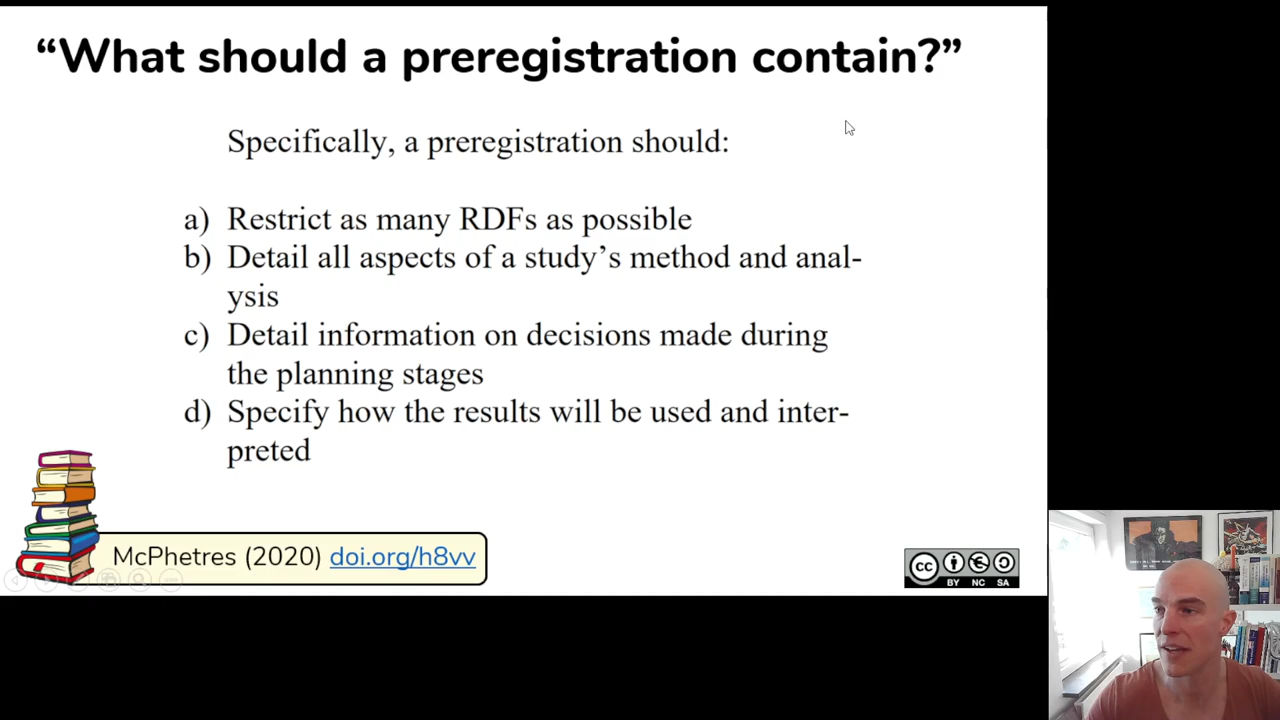 “What should a preregistration contain?”
Specifically, a preregistration should:
a) Restrict as many RDFs as possible
b) Detail all aspects of a study’s method and anal-
ysis
c) Detail information on decisions made during
the planning stages
d) Specify how the results will be used and inter-
preted
McPhetres (2020) doi.org/h8vv
cc
BY NC SA